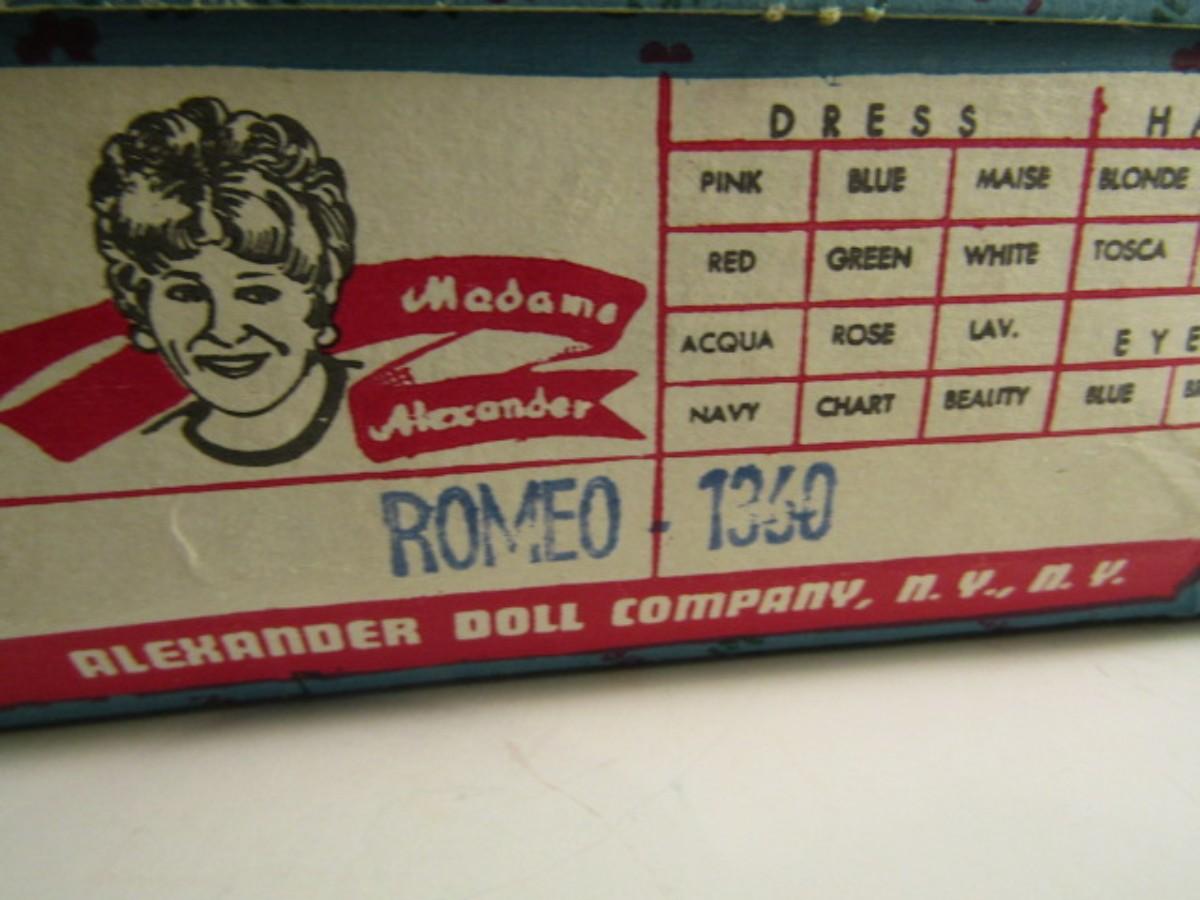 Madame
Alexander
DRESS
PINK BLUE MAISE BLONDE
RED GREEN WHITE TOSCA
ACQUA ROSE LAV.
NAVY CHART BEAUTY BLUE
ROMEO - 1360
ALEXANDER DOLL COMPANY, N. Y., N. Y.